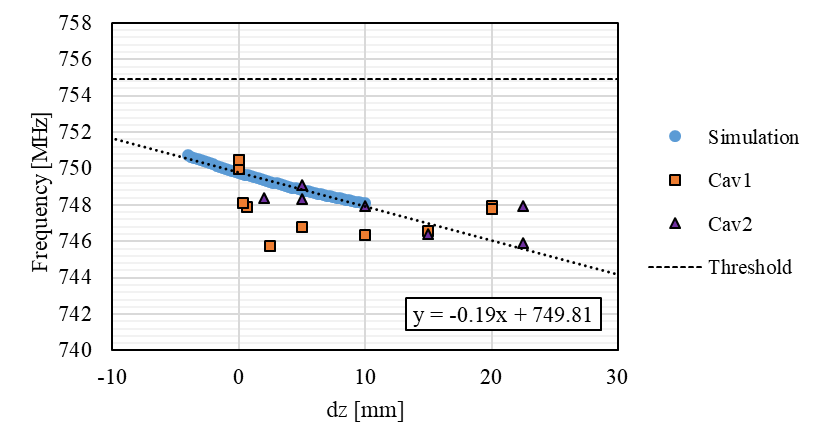 758
756
754
752
750
748
746
744
742
740
Frequency [MHz]
-10
0
10
20
30
dz [mm]
y = -0.19x + 749.81
Simulation
Cav1
Cav2
Threshold